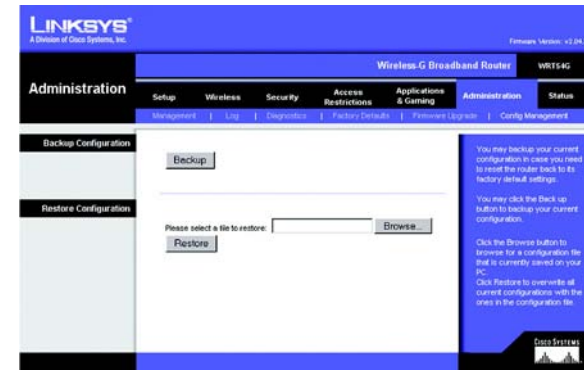 LINKSYS®
A Division of Cisco Systems, Inc.
Firmware Version: v2.04.
Wireless-G Broadband Router
WRT54G
Administration
Setup
Wireless
Security
Access Restrictions
Applications & Gaming
Administration
Status
Management | Log | Diagnostics | Factory Defaults | Firmware Upgrade | Config Management
Backup Configuration
Backup
You may backup your current
configuration in case you need
to reset the router back to its
factory default settings.
You may click the Back up
button to backup your current
configuration.
Restore Configuration
Please select a file to restore:
Browse...
Restore
Click the Browse button to
browse for a configuration file
that is currently saved on your
PC.
Click Restore to overwrite all
current configurations with the
ones in the configuration file.
CISCO SYSTEMS